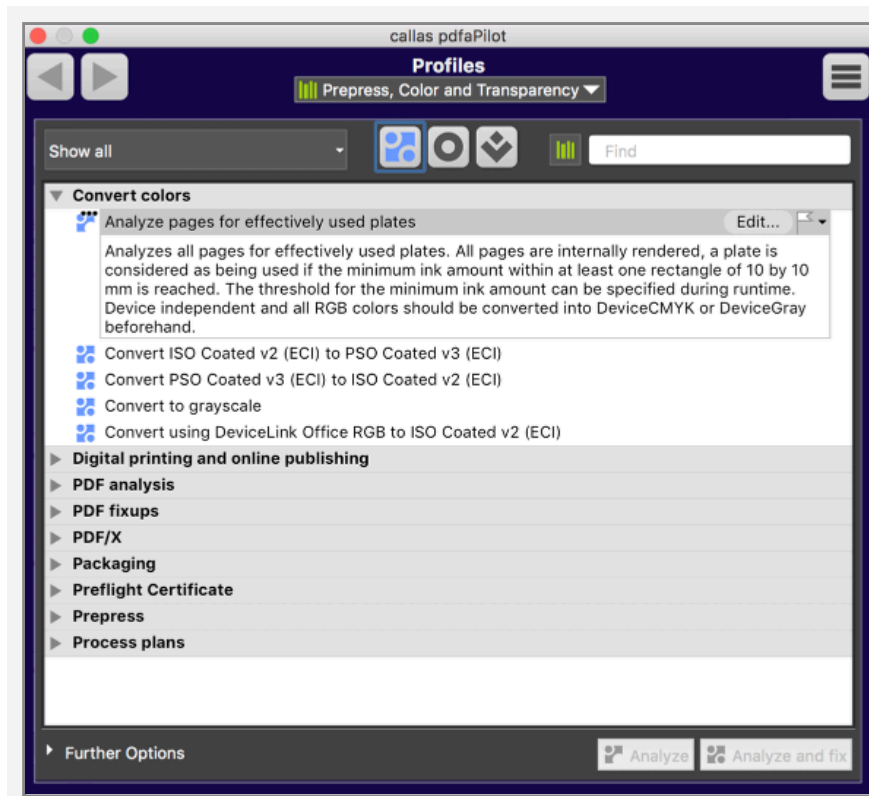 callas pdfaPilot
Profiles
Prepress, Color and Transparency
Show all
Find
Convert colors
Analyze pages for effectively used plates
Edit...
Analyzes all pages for effectively used plates. All pages are internally rendered, a plate is
considered as being used if the minimum ink amount within at least one rectangle of 10 by 10
mm is reached. The threshold for the minimum ink amount can be specified during runtime.
Device independent and all RGB colors should be converted into DeviceCMYK or DeviceGray
beforehand.
Convert ISO Coated v2 (ECI) to PSO Coated v3 (ECI)
Convert PSO Coated v3 (ECI) to ISO Coated v2 (ECI)
Convert to grayscale
Convert using DeviceLink Office RGB to ISO Coated v2 (ECI)
Digital printing and online publishing
PDF analysis
PDF fixups
PDF/X
Packaging
Preflight Certificate
Prepress
Process plans
Further Options
Analyze
Analyze and fix